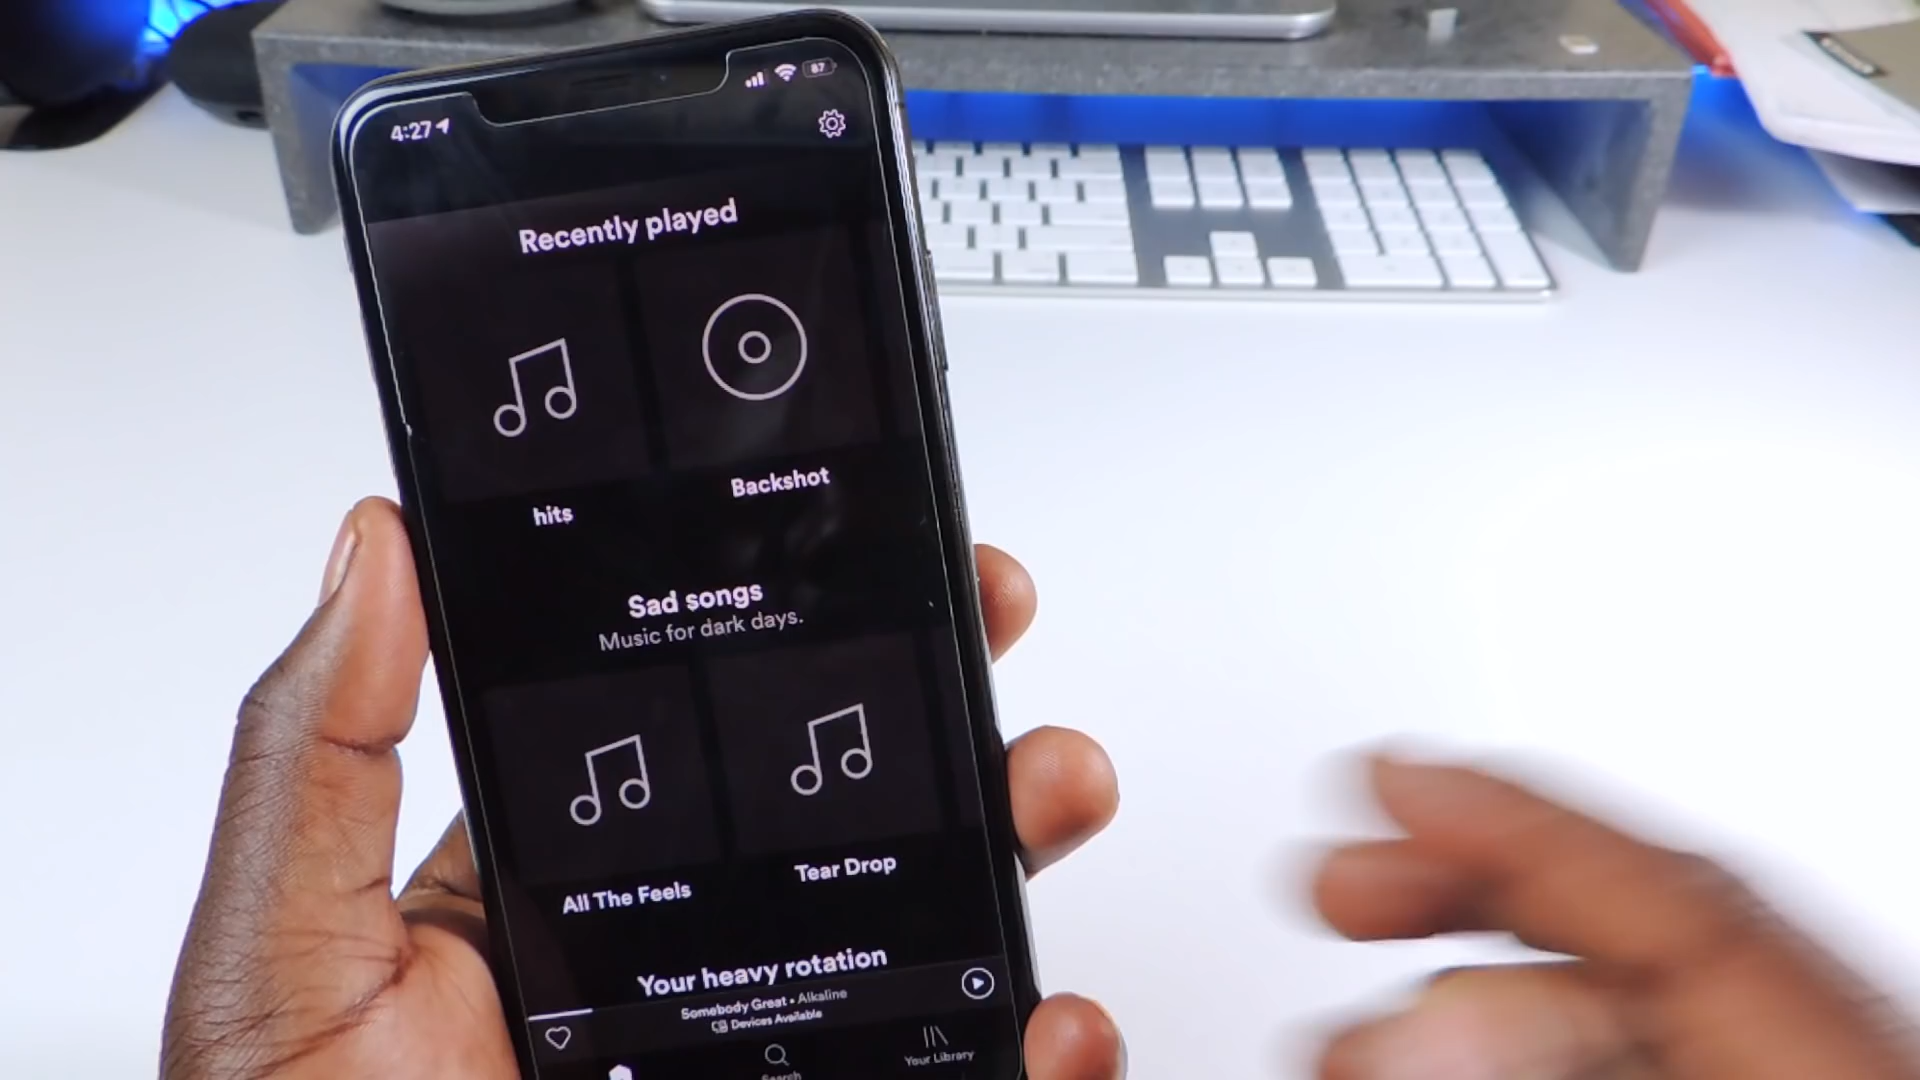 4:27
87
Recently played
hits
Backshot
Sad songs
Music for dark days.
All The Feels
Tear Drop
Your heavy rotation
Somebody Great • Alkaline
Devices Available
Search
Your Library